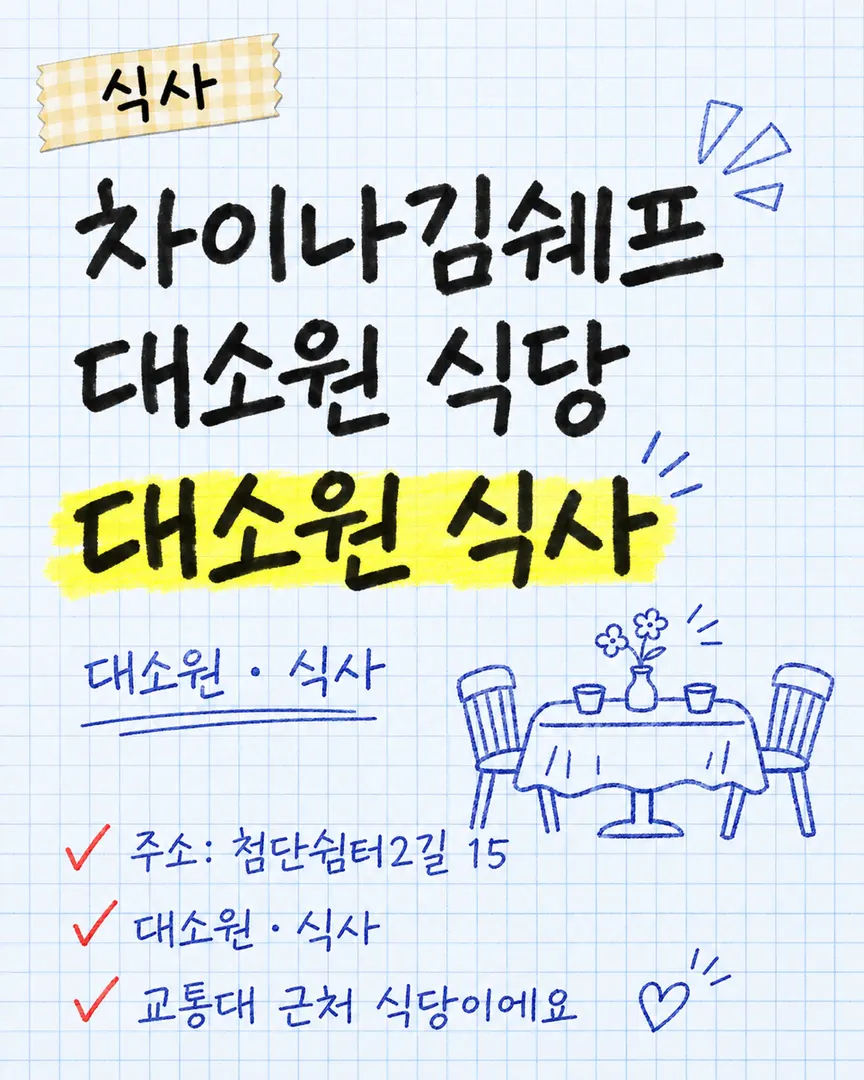 식사
차이나김쉐프
대소원 식당
대소원 식사
대소원 · 식사
주소: 첨단쉼터2길 15
대소원 · 식사
교통대 근처 식당이에요